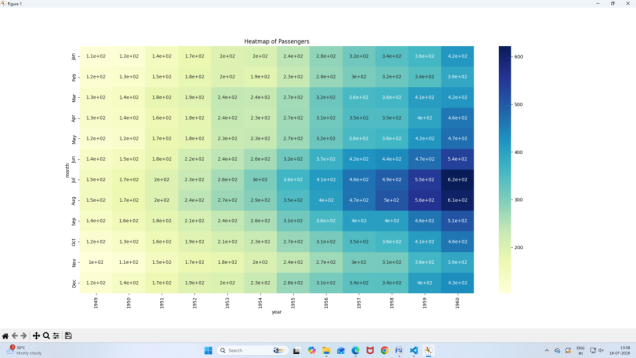 Figure 1
Heatmap of Passengers
Jan 1.1e+02 1.2e+02 1.4e+02 1.7e+02 2e+02 2e+02 2.4e+02 2.8e+02 3.2e+02 3.4e+02 3.6e+02 4.2e+02
Feb 1.2e+02 1.3e+02 1.5e+02 1.8e+02 2e+02 1.9e+02 2.3e+02 2.8e+02 3e+02 3.2e+02 3.4e+02 3.9e+02
Mar 1.3e+02 1.4e+02 1.8e+02 1.9e+02 2.4e+02 2.4e+02 2.7e+02 3.2e+02 3.6e+02 3.6e+02 4.1e+02 4.2e+02
Apr 1.3e+02 1.4e+02 1.6e+02 1.8e+02 2.4e+02 2.3e+02 2.7e+02 3.1e+02 3.5e+02 3.5e+02 4e+02 4.6e+02
May 1.2e+02 1.2e+02 1.7e+02 1.8e+02 2.3e+02 2.3e+02 2.7e+02 3.2e+02 3.6e+02 3.6e+02 4.2e+02 4.7e+02
Jun 1.4e+02 1.5e+02 1.8e+02 2.2e+02 2.4e+02 2.6e+02 3.2e+02 3.7e+02 4.2e+02 4.4e+02 4.7e+02 5.4e+02
Jul 1.5e+02 1.7e+02 2e+02 2.3e+02 2.6e+02 3e+02 3.6e+02 4.1e+02 4.6e+02 4.9e+02 5.5e+02 6.2e+02
Aug 1.5e+02 1.7e+02 2e+02 2.4e+02 2.7e+02 2.9e+02 3.5e+02 4e+02 4.7e+02 5e+02 5.6e+02 6.1e+02
Sep 1.4e+02 1.6e+02 1.8e+02 2.1e+02 2.4e+02 2.6e+02 3.1e+02 3.6e+02 4e+02 4e+02 4.6e+02 5.1e+02
Oct 1.2e+02 1.3e+02 1.6e+02 1.9e+02 2.1e+02 2.3e+02 2.7e+02 3.1e+02 3.5e+02 3.6e+02 4.1e+02 4.6e+02
Nov 1e+02 1.1e+02 1.5e+02 1.7e+02 1.8e+02 2e+02 2.4e+02 2.7e+02 3e+02 3.1e+02 3.6e+02 3.9e+02
Dec 1.2e+02 1.4e+02 1.7e+02 1.9e+02 2e+02 2.3e+02 2.8e+02 3.1e+02 3.4e+02 3.4e+02 4e+02 4.3e+02
month
1949 1950 1951 1952 1953 1954 1955 1956 1957 1958 1959 1960
year
600
500
400
300
200
Mostly cloudy
Search
ENG
IN